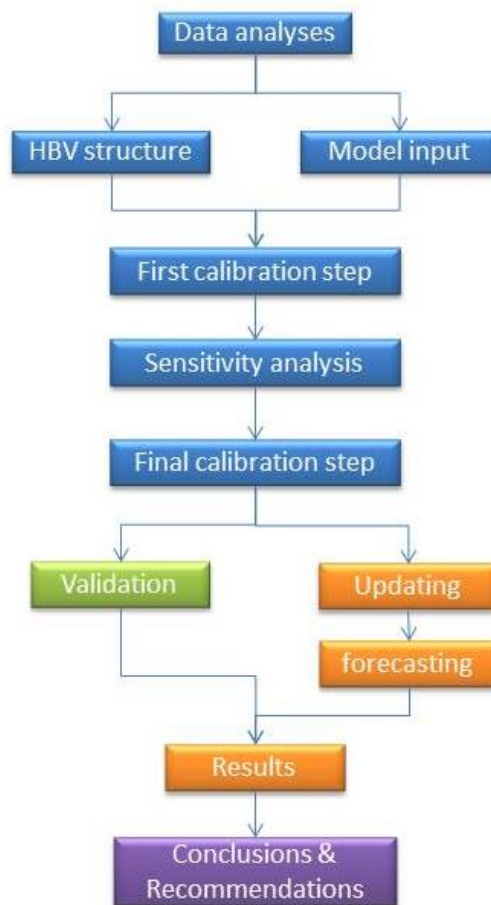 Data analyses
HBV structure
Model input
First calibration step
Sensitivity analysis
Final calibration step
Validation
Updating
forecasting
Results
Conclusions &
Recommendations